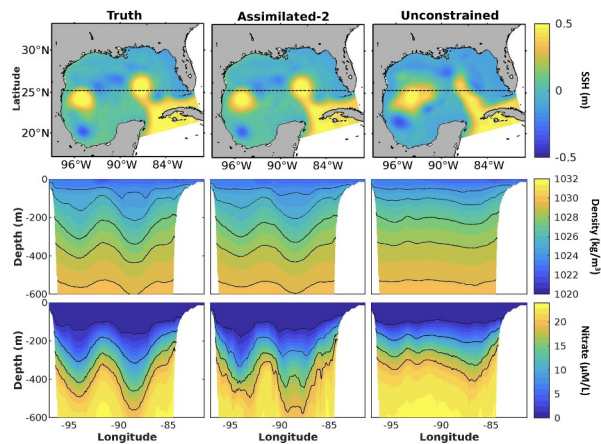 Truth Assimilated-2 Unconstrained
30°N
25°N
20°N
Latitude
96°W 90°W 84°W 96°W 90°W 84°W 96°W 90°W 84°W
0.5
0
-0.5
SSH (m)
0
-200
-400
-600
Depth (m)
1032
1030
1028
1026
1024
1022
1020
Density (kg/m³)
0
-200
-400
-600
Depth (m)
20
15
10
5
0
Nitrate (μM/L)
-95 -90 -85 -95 -90 -85 -95 -90 -85
Longitude Longitude Longitude